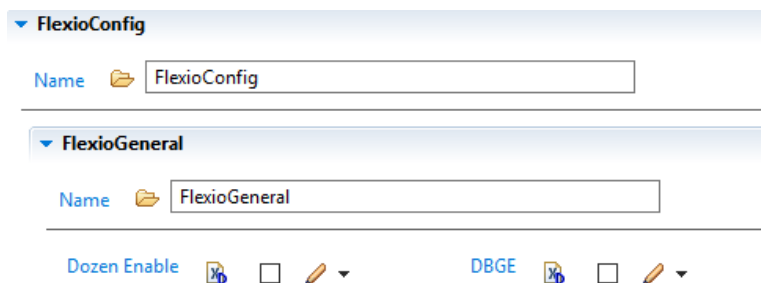 FlexioConfig
Name FlexioConfig
FlexioGeneral
Name FlexioGeneral
Dozen Enable DBGE